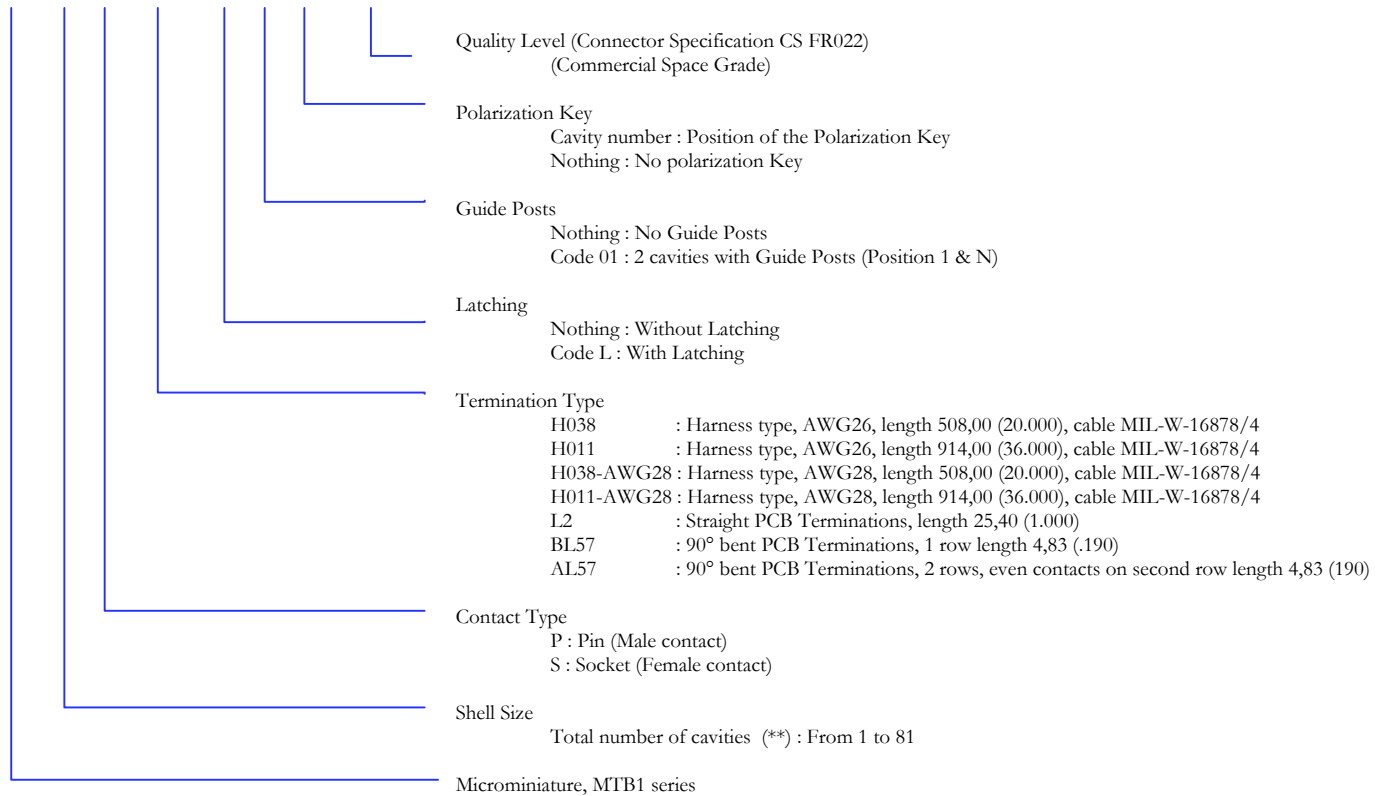 Quality Level (Connector Specification CS FR022)
(Commercial Space Grade)
Polarization Key
Cavity number : Position of the Polarization Key
Nothing : No polarization Key
Guide Posts
Nothing : No Guide Posts
Code 01 : 2 cavities with Guide Posts (Position 1 & N)
Latching
Nothing : Without Latching
Code L : With Latching
Termination Type
H038 : Harness type, AWG26, length 508,00 (20.000), cable MIL-W-16878/4
H011 : Harness type, AWG26, length 914,00 (36.000), cable MIL-W-16878/4
H038-AWG28 : Harness type, AWG28, length 508,00 (20.000), cable MIL-W-16878/4
H011-AWG28 : Harness type, AWG28, length 914,00 (36.000), cable MIL-W-16878/4
L2 : Straight PCB Terminations, length 25,40 (1.000)
BL57 : 90° bent PCB Terminations, 1 row length 4,83 (.190)
AL57 : 90° bent PCB Terminations, 2 rows, even contacts on second row length 4,83 (190)
Contact Type
P : Pin (Male contact)
S : Socket (Female contact)
Shell Size
Total number of cavities (**) : From 1 to 81
Microminiature, MTB1 series